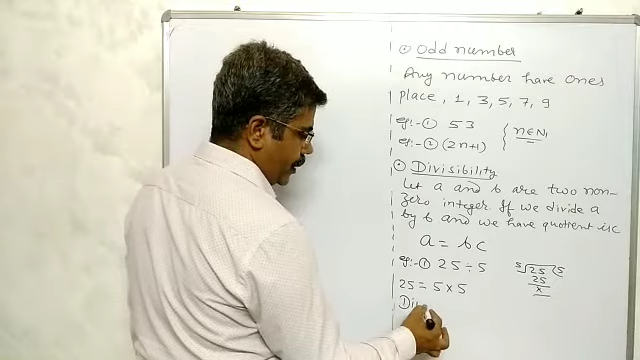 ⊙ Odd number
Any number have ones
place, 1, 3, 5, 7, 9
eg:-① 53
eg:-② (2n+1) } n∈N,
⊙ Divisibility
Let a and b are two non-
zero integer. If we divide a
by b and we have quotient is c
a = bc
eg:-① 25÷5
5)25(5
25
x
25 = 5×5
Div